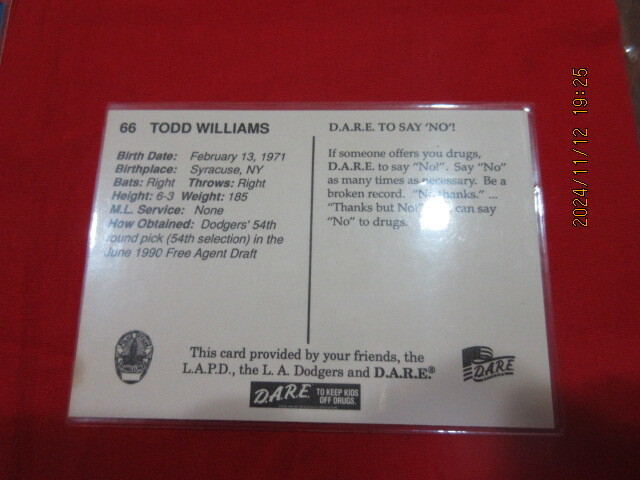 66 TODD WILLIAMS
Birth Date: February 13, 1971
Birthplace: Syracuse, NY
Bats: Right Throws: Right
Height: 6-3 Weight: 185
M.L. Service: None
How Obtained: Dodgers' 54th
round pick (54th selection) in the
June 1990 Free Agent Draft
D.A.R.E. TO SAY 'NO'!
If someone offers you drugs,
D.A.R.E. to say "No!". Say "No"
as many times as necessary. Be a
broken record. "No thanks." ...
"Thanks but No!" can say
"No" to drugs.
This card provided by your friends, the
L.A.P.D., the L. A. Dodgers and D.A.R.E.®
D.A.R.E. TO KEEP KIDS
OFF DRUGS.
DARE
2024/11/12 19:25